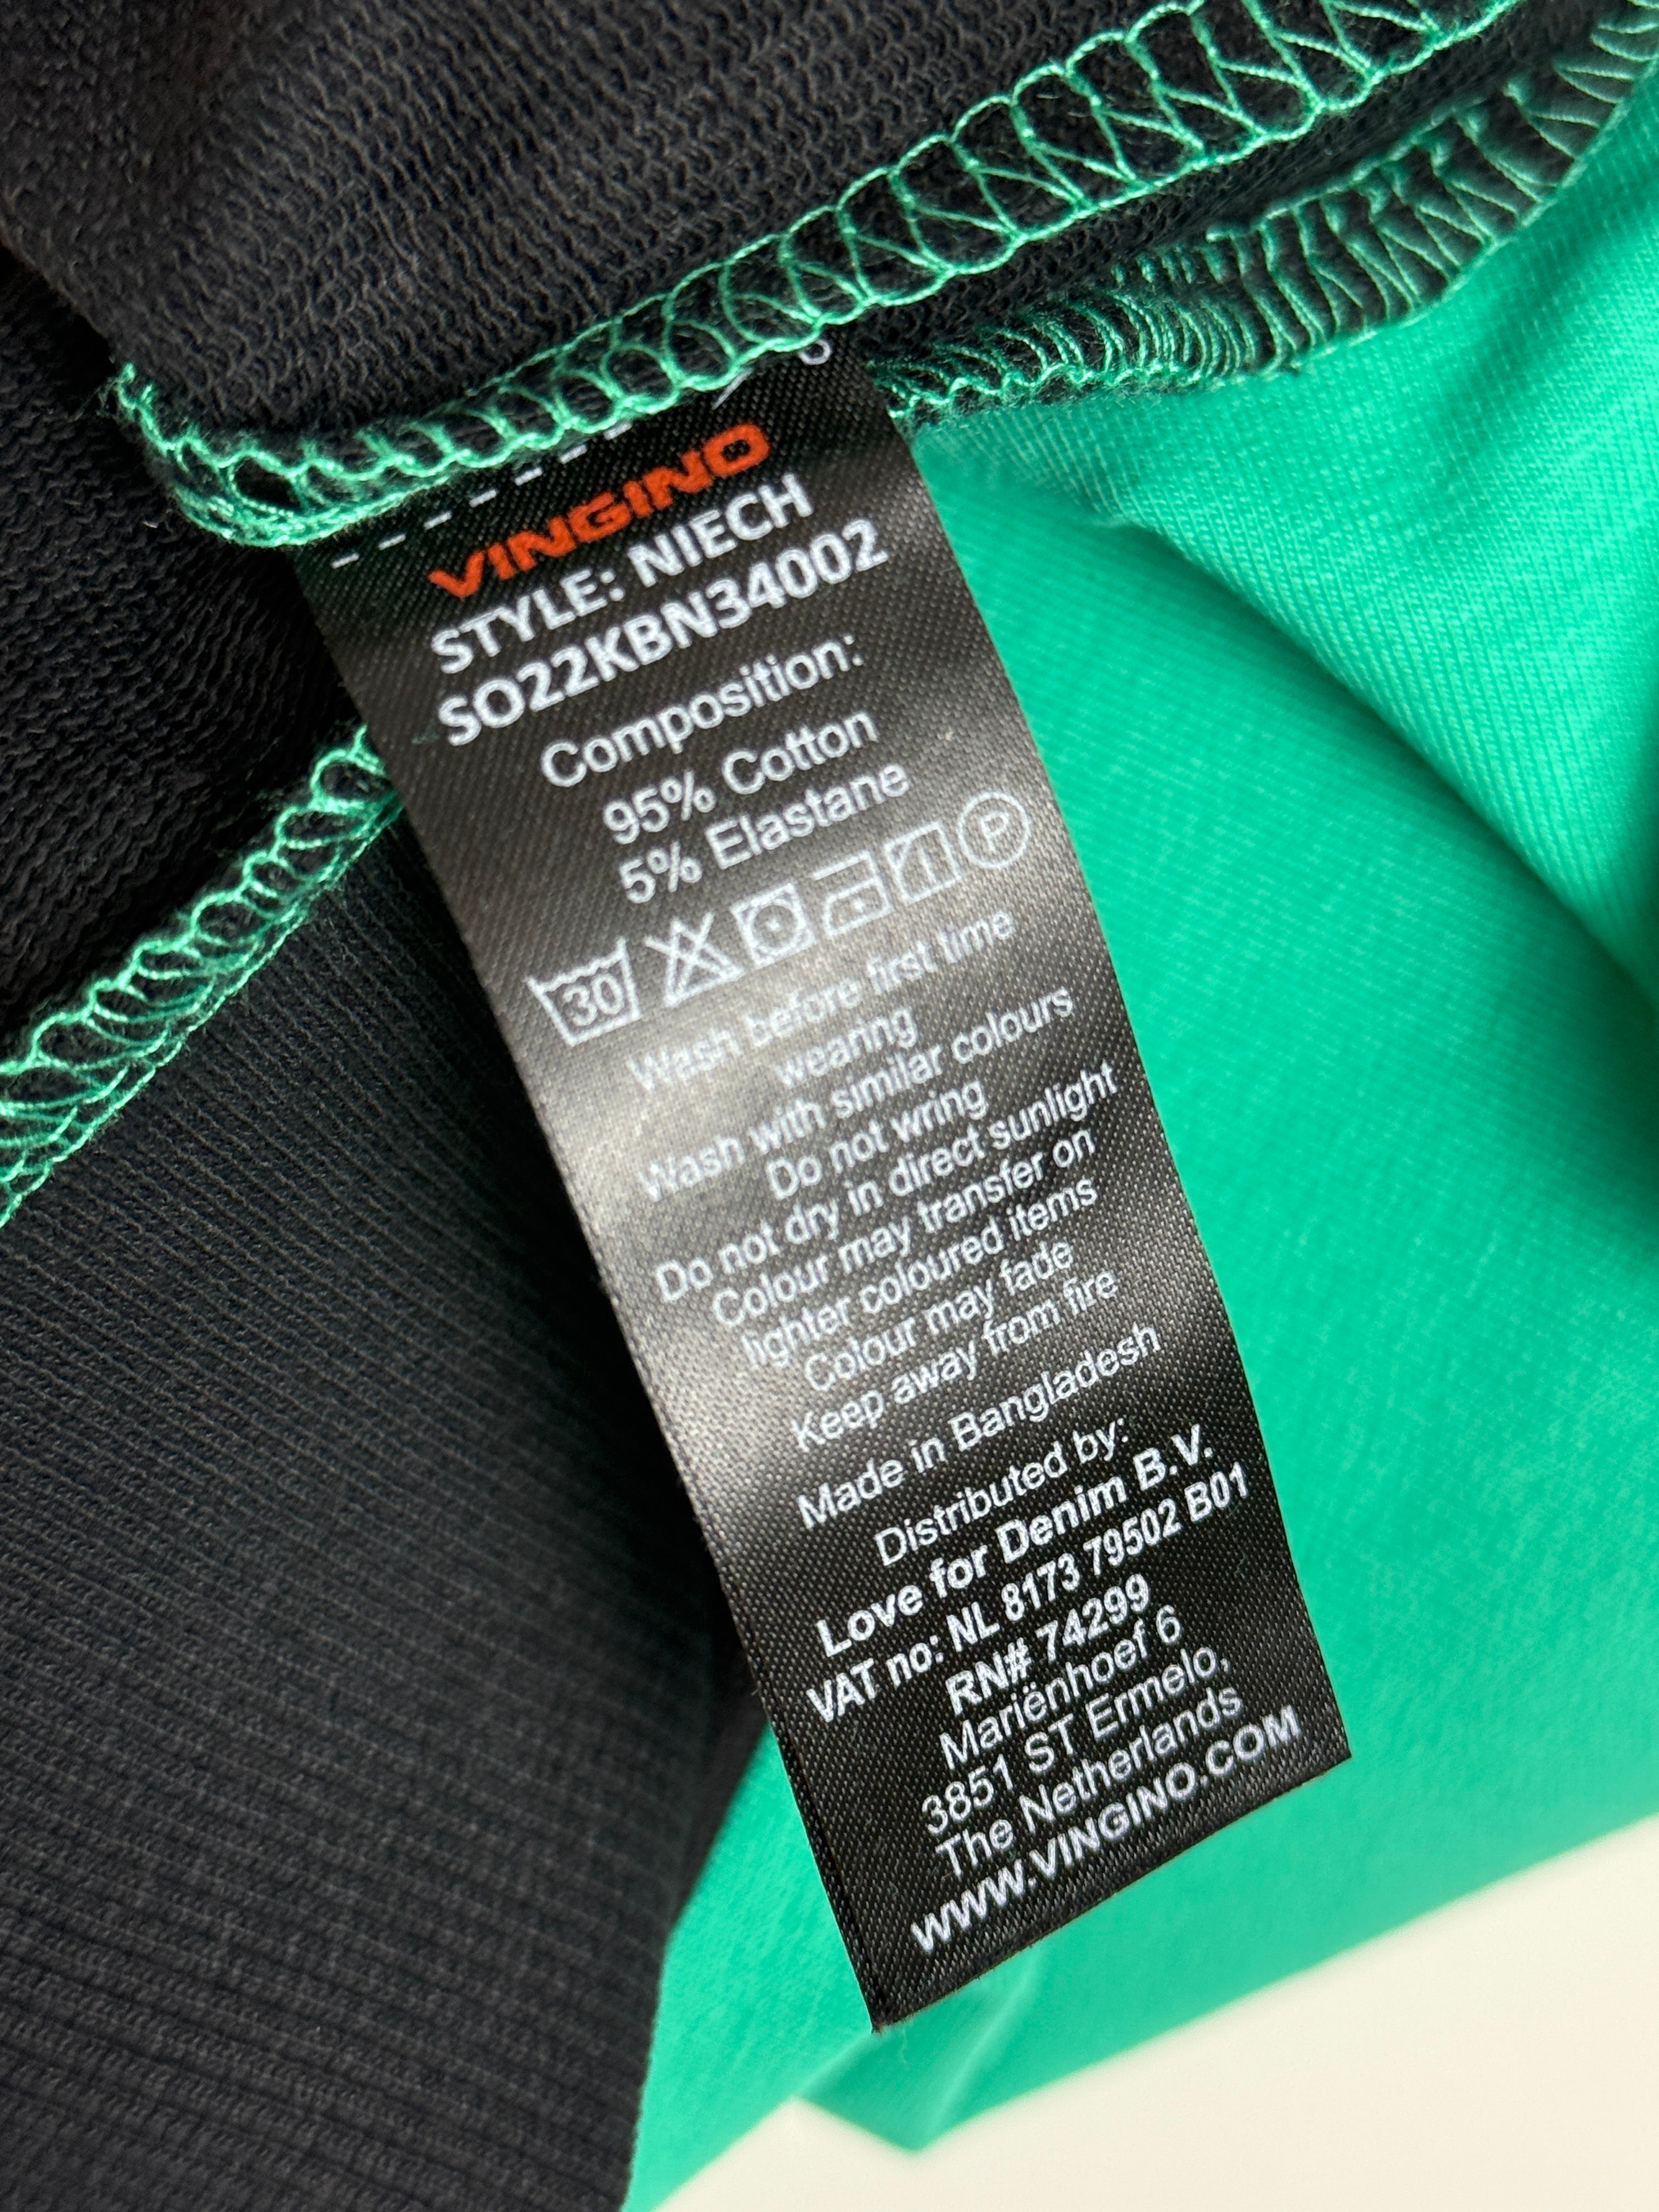 VINGINO
STYLE: NIECH
SO22KBN34002
Composition:
95% Cotton
5% Elastane
30 P
Wash before first time
wearing
Wash with similar colours
Do not wring
Do not dry in direct sunlight
Colour may transfer on
lighter coloured items
Colour may fade
Keep away from fire
Made in Bangladesh
Distributed by:
Love for Denim B.V.
VAT no: NL 8173 79502 B01
RN# 74299
Mariënhoef 6
3851 ST Ermelo,
The Netherlands
WWW.VINGINO.COM